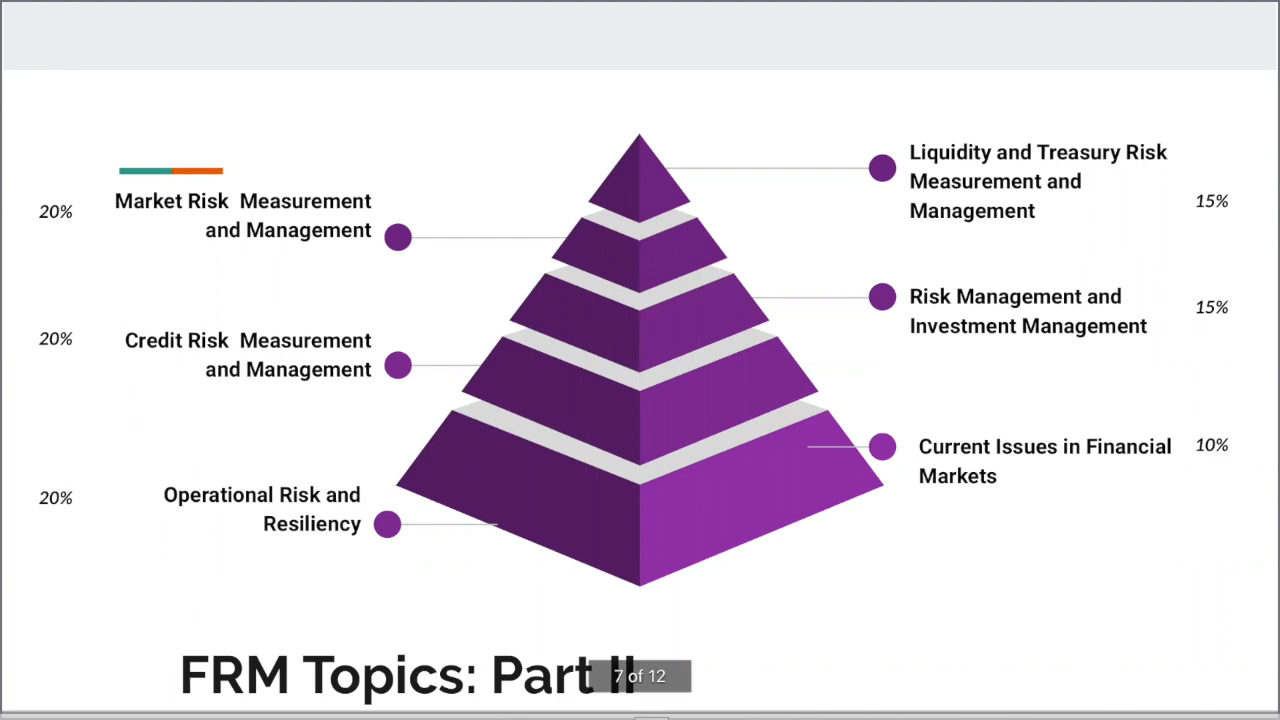 Market Risk  Measurement
and Management
20%
Credit Risk  Measurement
and Management
20%
Operational Risk and
Resiliency
20%
Liquidity and Treasury Risk
Measurement and
Management
15%
Risk Management and
Investment Management
15%
Current Issues in Financial
Markets
10%
FRM Topics: Part II
7 of 12